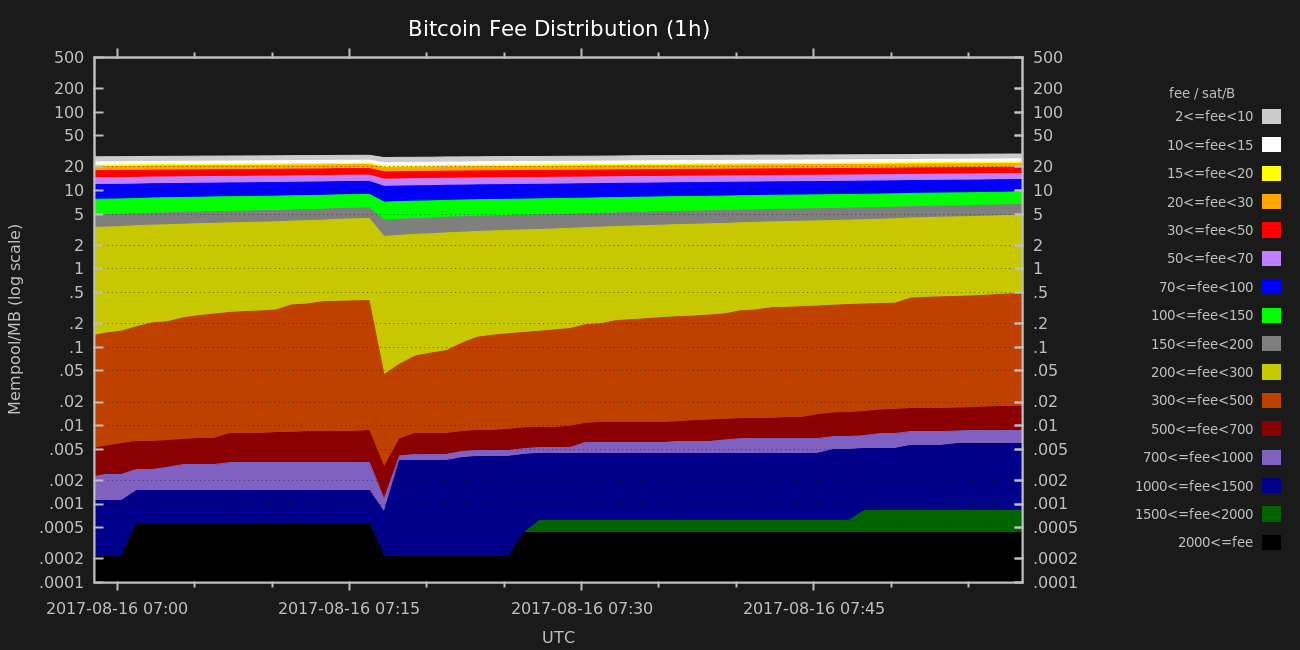 Bitcoin Fee Distribution (1h)
500
200
100
50
20
10
5
2
1
.5
.2
.1
.05
.02
.01
.005
.002
.001
.0005
.0002
.0001
Mempool/MB (log scale)
500
200
100
50
20
10
5
2
1
.5
.2
.1
.05
.02
.01
.005
.002
.001
.0005
.0002
.0001
2017-08-16 07:00
2017-08-16 07:15
2017-08-16 07:30
2017-08-16 07:45
UTC
fee / sat/B
2<=fee<10
10<=fee<15
15<=fee<20
20<=fee<30
30<=fee<50
50<=fee<70
70<=fee<100
100<=fee<150
150<=fee<200
200<=fee<300
300<=fee<500
500<=fee<700
700<=fee<1000
1000<=fee<1500
1500<=fee<2000
2000<=fee